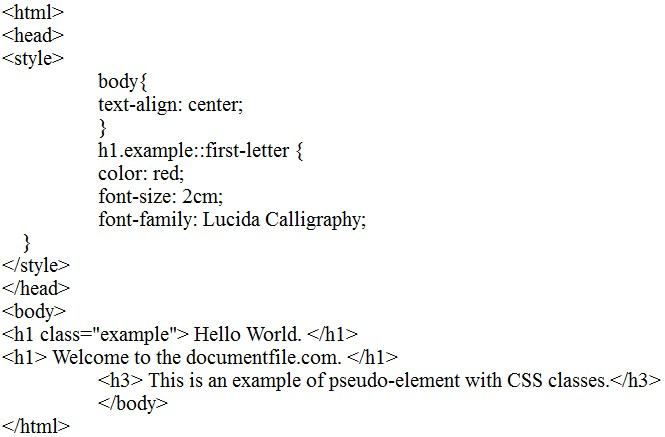 <html>
<head>
<style>
body{
text-align: center;
}
h1.example::first-letter {
color: red;
font-size: 2cm;
font-family: Lucida Calligraphy;
}
</style>
</head>
<body>
<h1 class="example"> Hello World. </h1>
<h1> Welcome to the documentfile.com. </h1>
<h3> This is an example of pseudo-element with CSS classes.</h3>
</body>
</html>